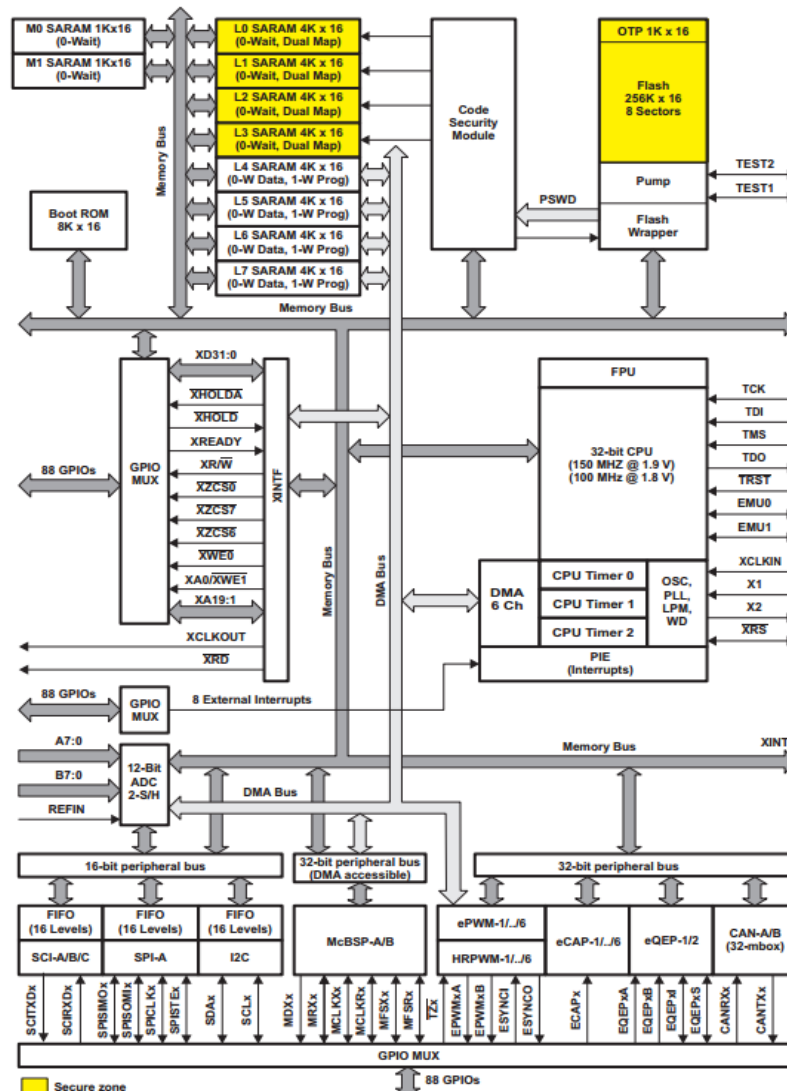 M0 SARAM 1Kx16
(0-Wait)
M1 SARAM 1Kx16
(0-Wait)
L0 SARAM 4K x 16
(0-Wait, Dual Map)
L1 SARAM 4K x 16
(0-Wait, Dual Map)
L2 SARAM 4K x 16
(0-Wait, Dual Map)
L3 SARAM 4K x 16
(0-Wait, Dual Map)
L4 SARAM 4K x 16
(0-W Data, 1-W Prog)
L5 SARAM 4K x 16
(0-W Data, 1-W Prog)
L6 SARAM 4K x 16
(0-W Data, 1-W Prog)
L7 SARAM 4K x 16
(0-W Data, 1-W Prog)
Memory Bus
Boot ROM
8K x 16
Code
Security
Module
PSWD
OTP 1K x 16
Flash
256K x 16
8 Sectors
Pump
Flash
Wrapper
TEST2
TEST1
Memory Bus
88 GPIOs
GPIO
MUX
XD31:0
XHOLDA
XHOLD
XREADY
XR/W
XZCS0
XZCS7
XZCS6
XWE0
XA0/XWE1
XA19:1
XCLKOUT
XRD
XINTF
Memory Bus
DMA Bus
FPU
32-bit CPU
(150 MHZ @ 1.9 V)
(100 MHz @ 1.8 V)
DMA
6 Ch
CPU Timer 0
CPU Timer 1
CPU Timer 2
OSC,
PLL,
LPM,
WD
PIE
(Interrupts)
TCK
TDI
TMS
TDO
TRST
EMU0
EMU1
XCLKIN
X1
X2
XRS
88 GPIOs
GPIO
MUX
8 External Interrupts
A7:0
B7:0
REFIN
12-Bit
ADC
2-S/H
Memory Bus
XINT
DMA Bus
16-bit peripheral bus
32-bit peripheral bus
(DMA accessible)
32-bit peripheral bus
FIFO
(16 Levels)
FIFO
(16 Levels)
FIFO
(16 Levels)
SCI-A/B/C
SPI-A
I2C
McBSP-A/B
ePWM-1/../6
HRPWM-1/../6
eCAP-1/../6
eQEP-1/2
CAN-A/B
(32-mbox)
SCITXDx
SCIRXDx
SPISIMOx
SPISOMIx
SPICLKx
SPISTEx
SDAx
SCLx
MDXx
MRXx
MCLKXx
MCLKRx
MFSXx
MFSRx
TZx
EPWMxA
EPWMxB
ESYNCI
ESYNCO
ECAPx
EQEPxA
EQEPxB
EQEPxI
EQEPxS
CANRXx
CANTXx
GPIO MUX
Secure zone
88 GPIOs